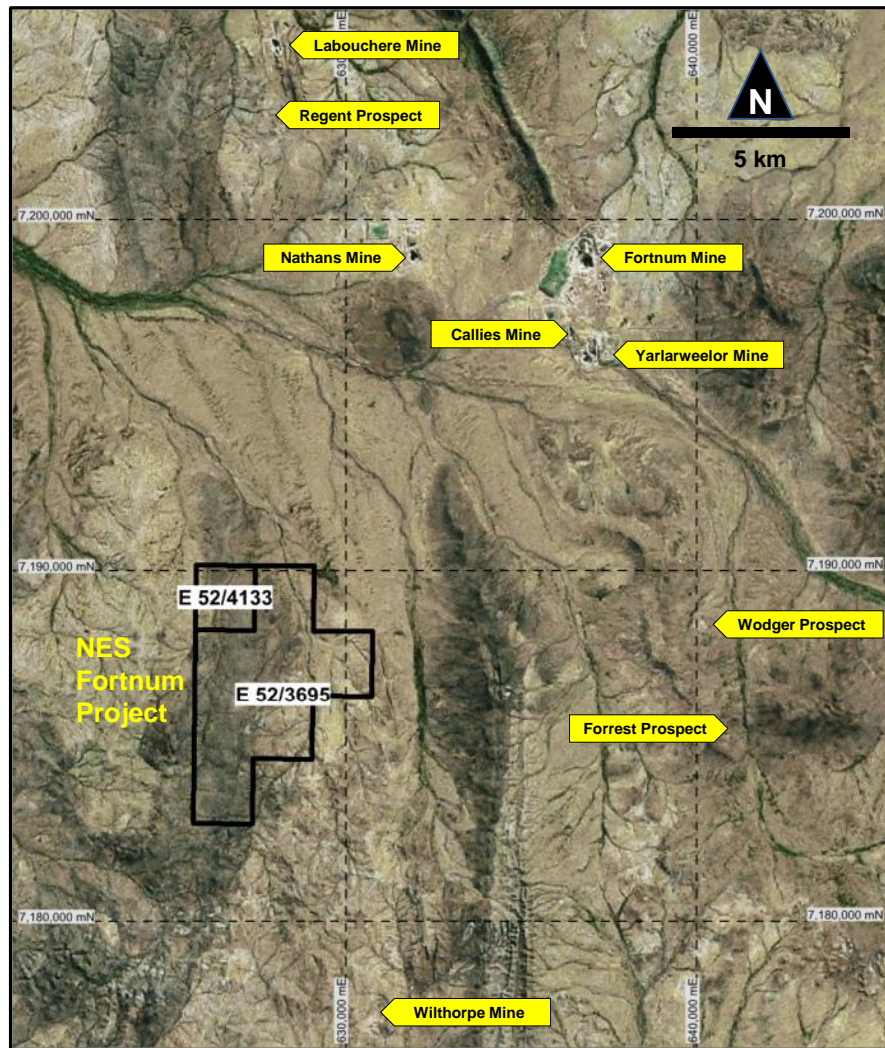 Labouchere Mine
630,000 mE
640,000 mE
N
5 km
Regent Prospect
7,200,000 mN
7,200,000 mN
Nathans Mine
Fortnum Mine
Callies Mine
Yarlarweelor Mine
7,190,000 mN
7,190,000 mN
E 52/4133
Wodger Prospect
NES
Fortnum
Project
E 52/3695
Forrest Prospect
7,180,000 mN
7,180,000 mN
630,000 mE
640,000 mE
Wilthorpe Mine